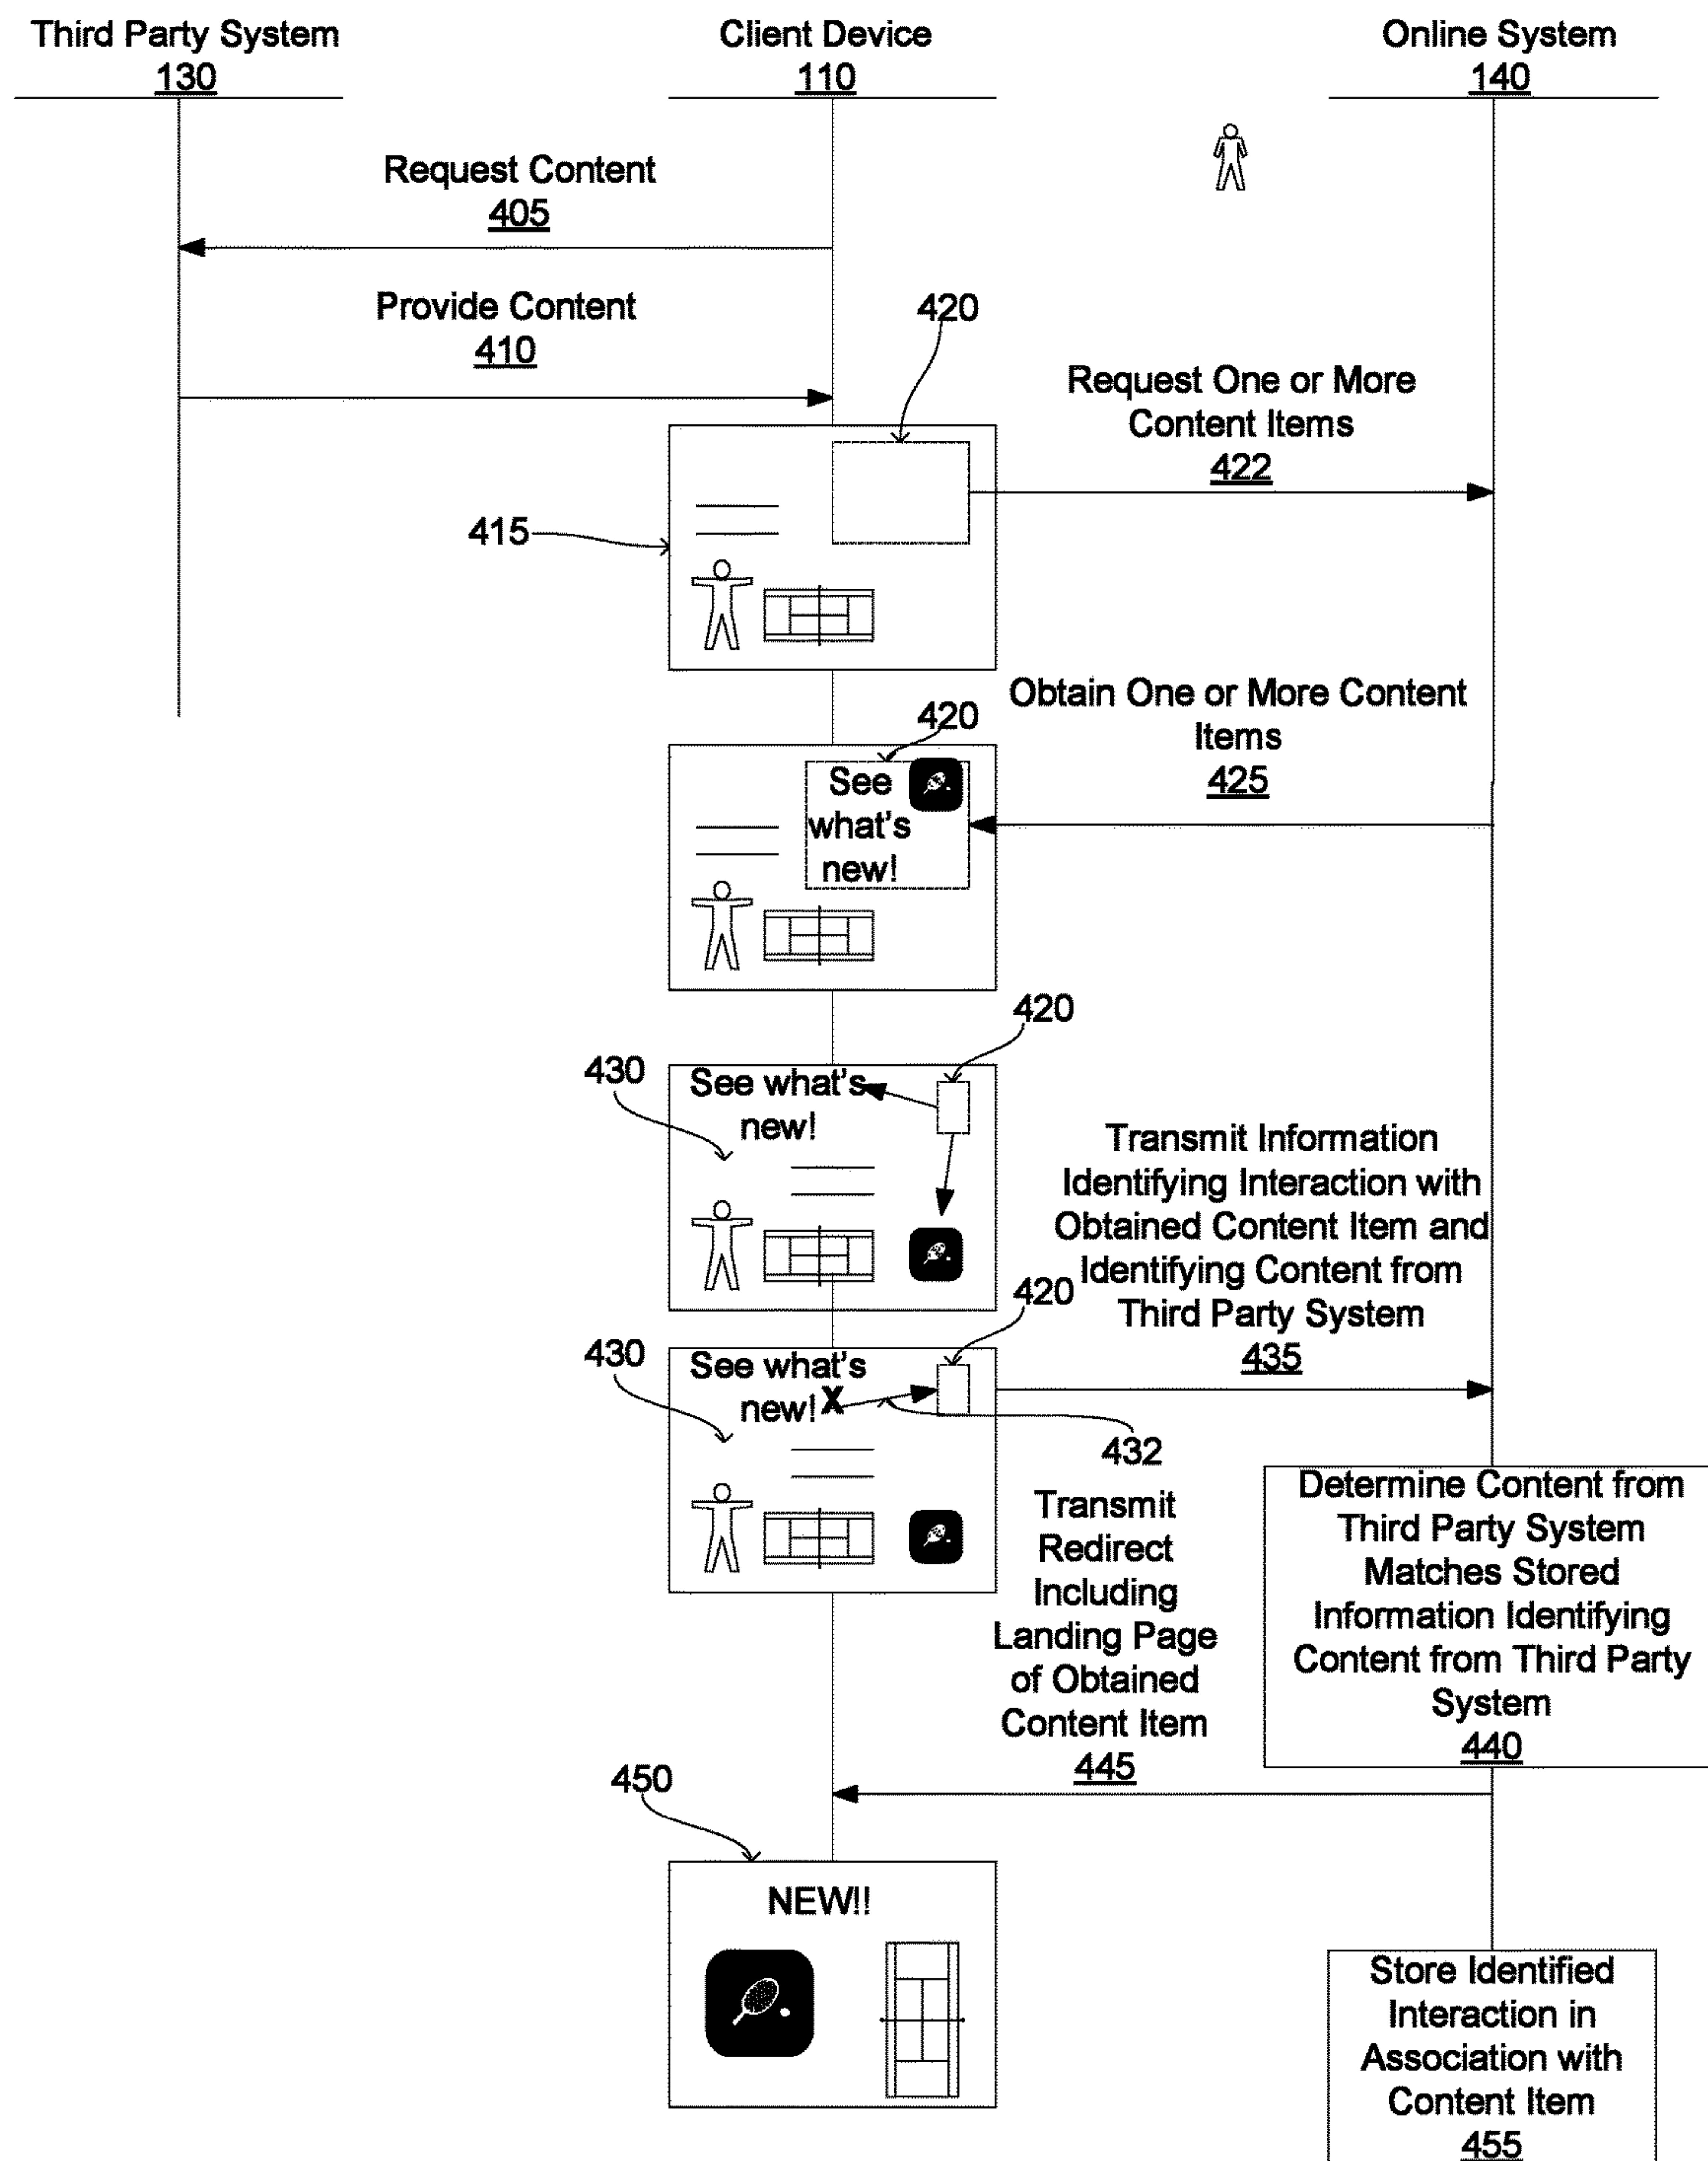 Third Party System
130
Client Device
110
Online System
140
Request Content
405
Provide Content
410
420
Request One or More
Content Items
422
415
Obtain One or More Content
Items
425
420
See
what's
new!
420
430
See what's
new!
Transmit Information
Identifying Interaction with
Obtained Content Item and
Identifying Content from
Third Party System
435
420
430
See what's
new!
X
432
Transmit
Redirect
Including
Landing Page
of Obtained
Content Item
445
Determine Content from
Third Party System
Matches Stored
Information Identifying
Content from Third Party
System
440
450
NEW!!
Store Identified
Interaction in
Association with
Content Item
455